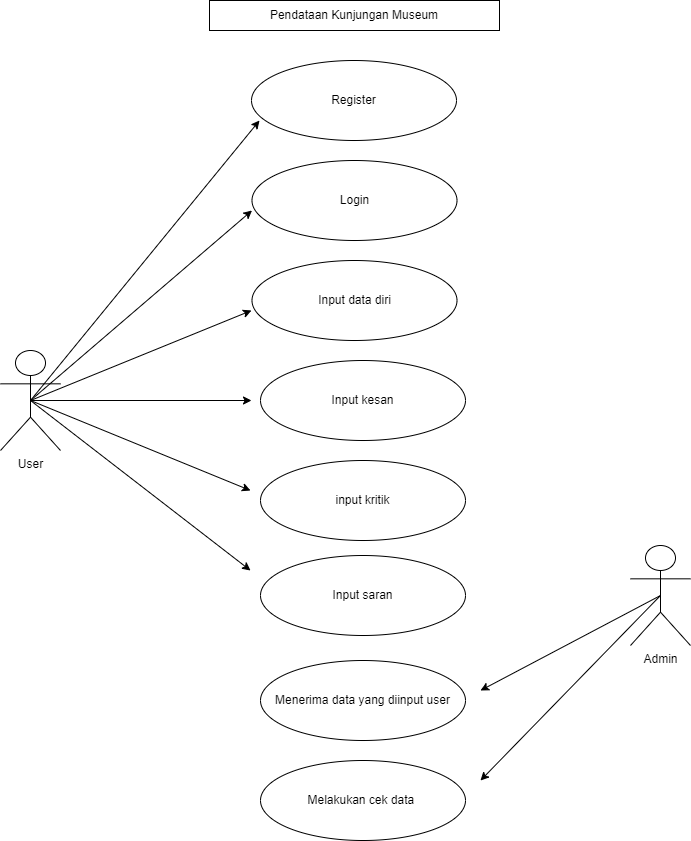 Pendataan Kunjungan Museum
Register
Login
Input data diri
Input kesan
User
input kritik
Input saran
Admin
Menerima data yang diinput user
Melakukan cek data